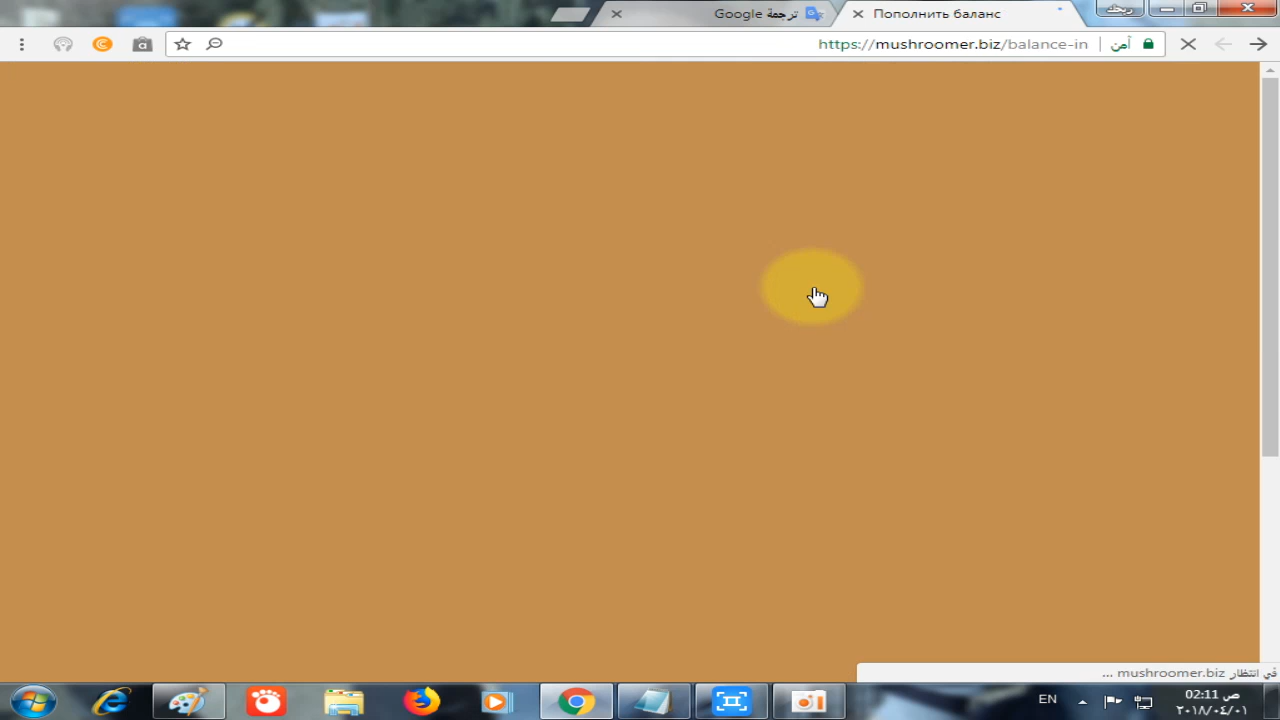 ترجمة Google
Пополнить баланс
ريحك
https://mushroomer.biz/balance-in
آمن
في انتظار mushroomer.biz ...
EN
02:11 ص
٢٠١٨/٠٤/٠١